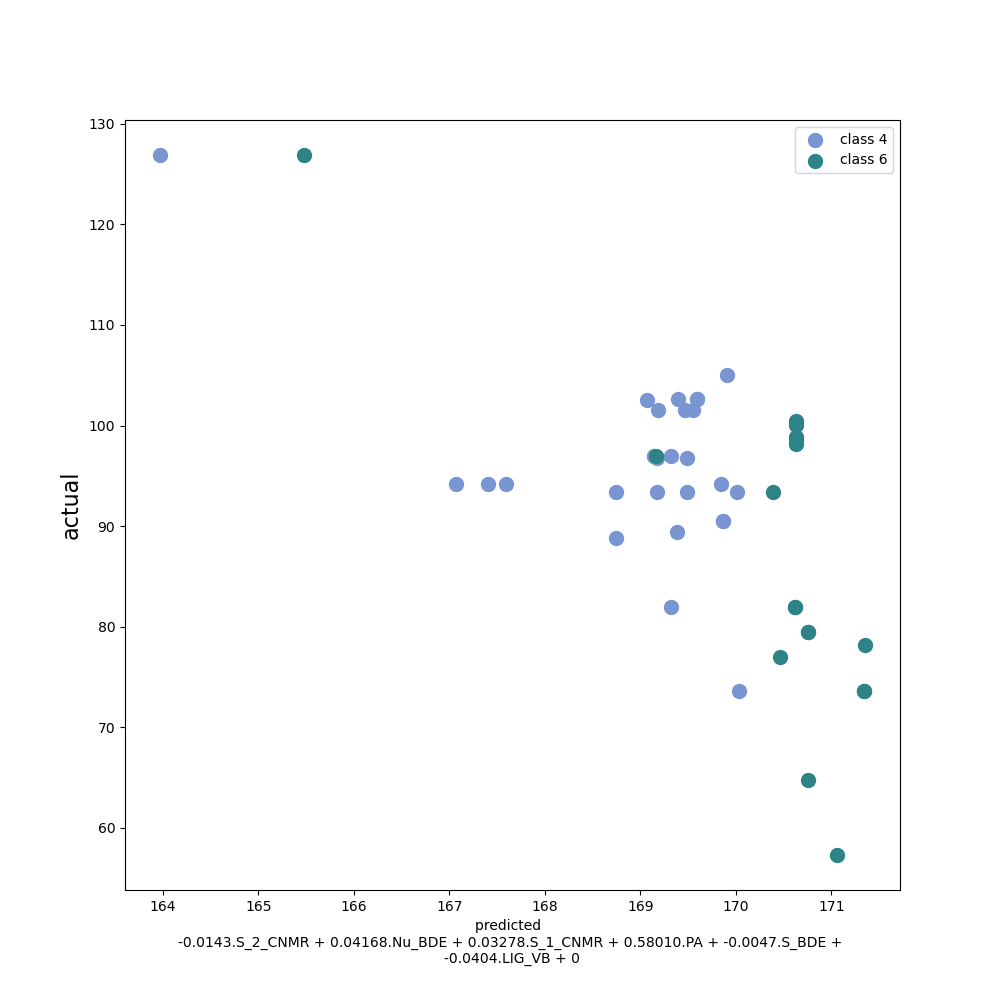 class 4
class 6
130
120
110
100
90
80
70
60
actual
164 165 166 167 168 169 170 171
predicted
-0.0143.S_2_CNMR + 0.04168.Nu_BDE + 0.03278.S_1_CNMR + 0.58010.PA + -0.0047.S_BDE +
-0.0404.LIG_VB + 0